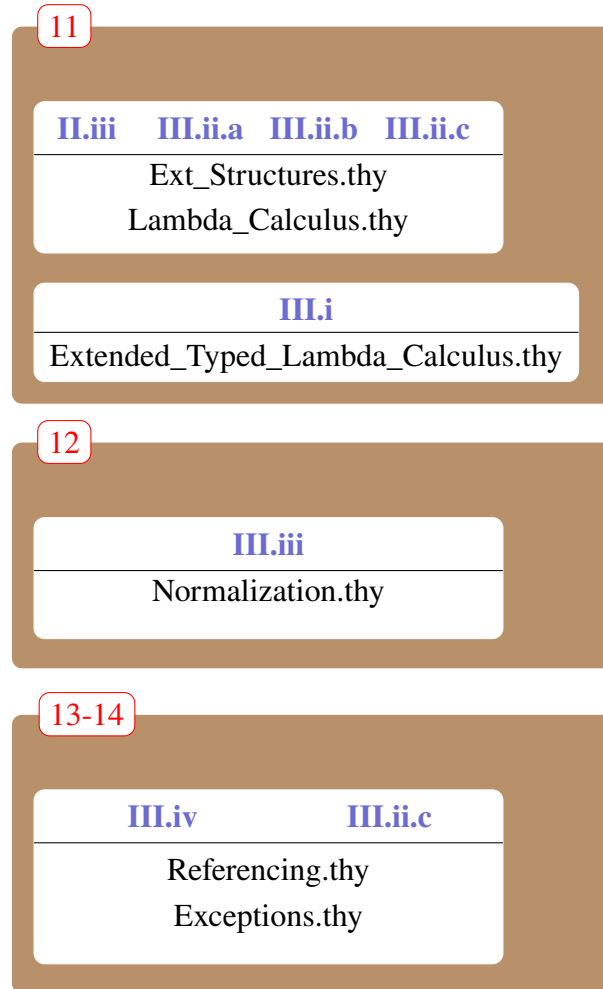 11
II.iii III.ii.a III.ii.b III.ii.c
Ext_Structures.thy
Lambda_Calculus.thy
III.i
Extended_Typed_Lambda_Calculus.thy
12
III.iii
Normalization.thy
13-14
III.iv III.ii.c
Referencing.thy
Exceptions.thy